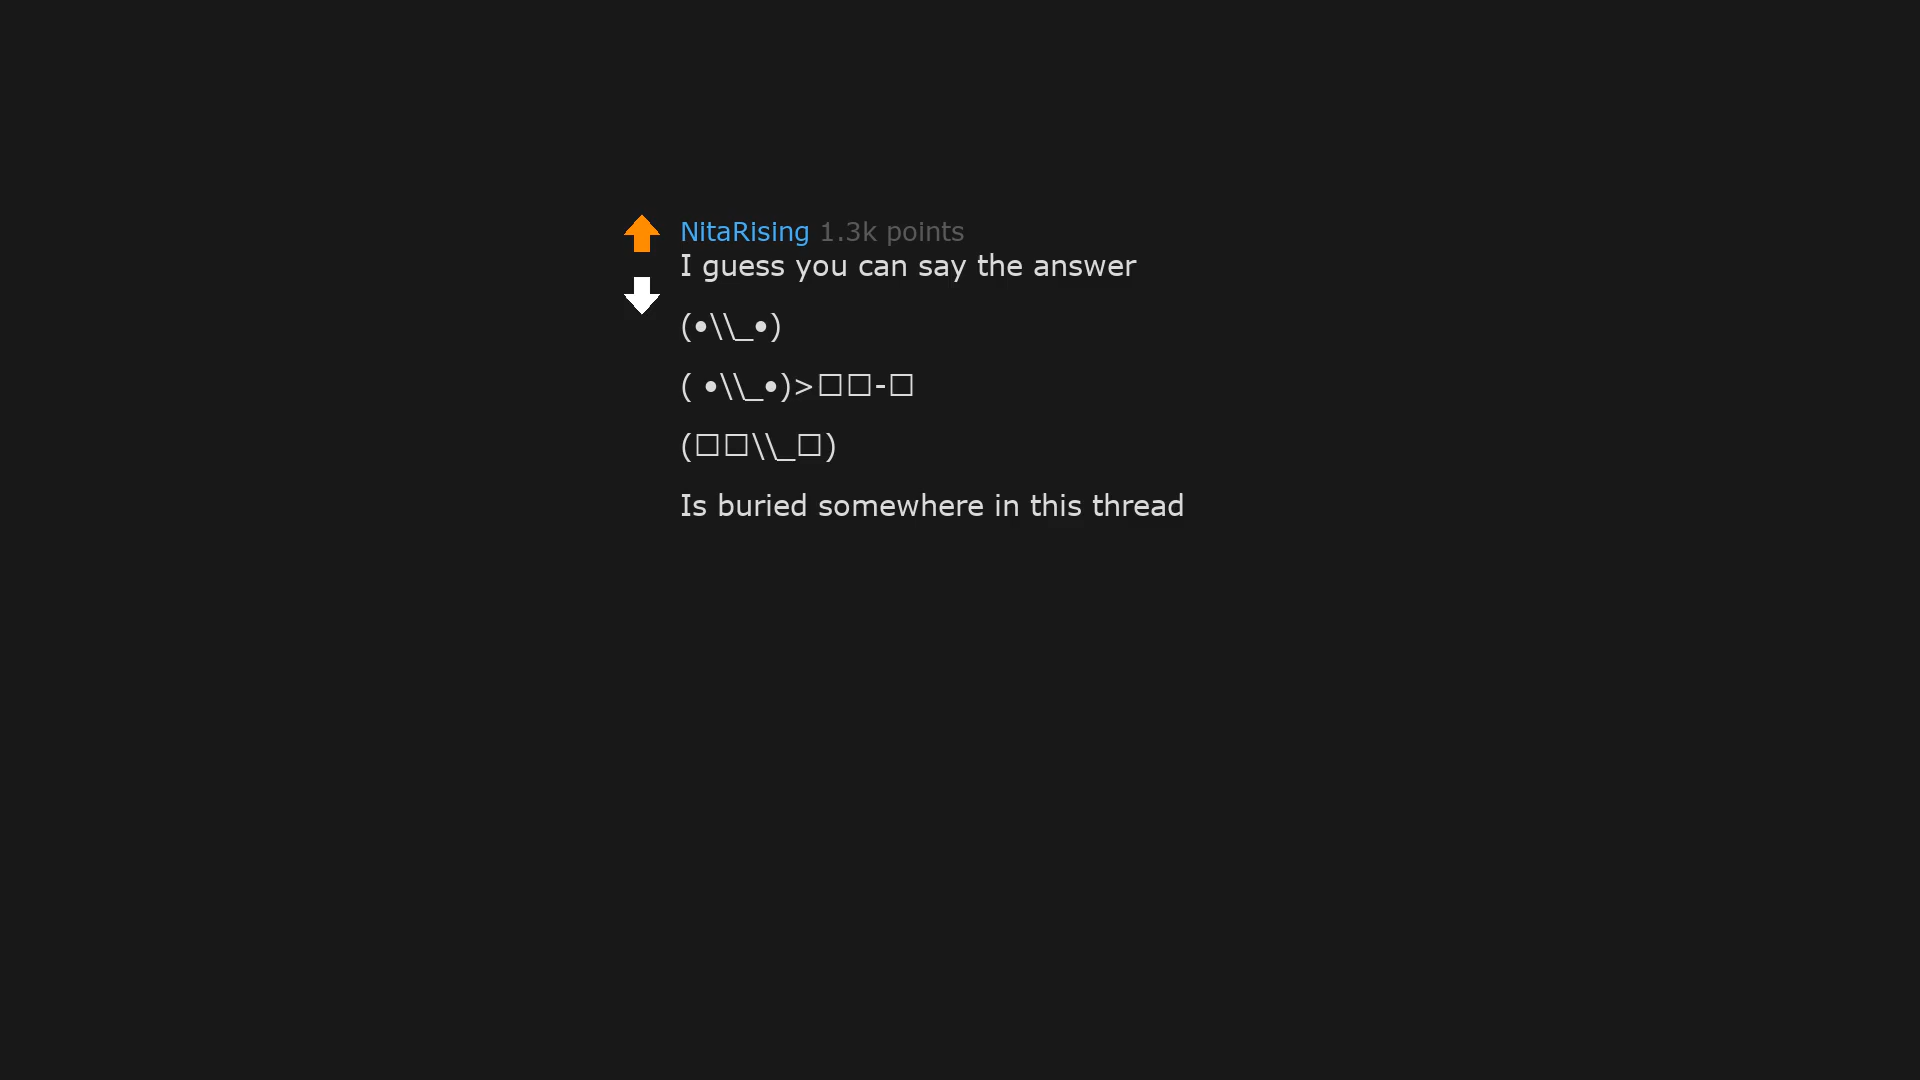 NitaRising 1.3k points
I guess you can say the answer
(•\\_•)
( •\\_•)>☐☐-☐
(☐☐\\_☐)
Is buried somewhere in this thread